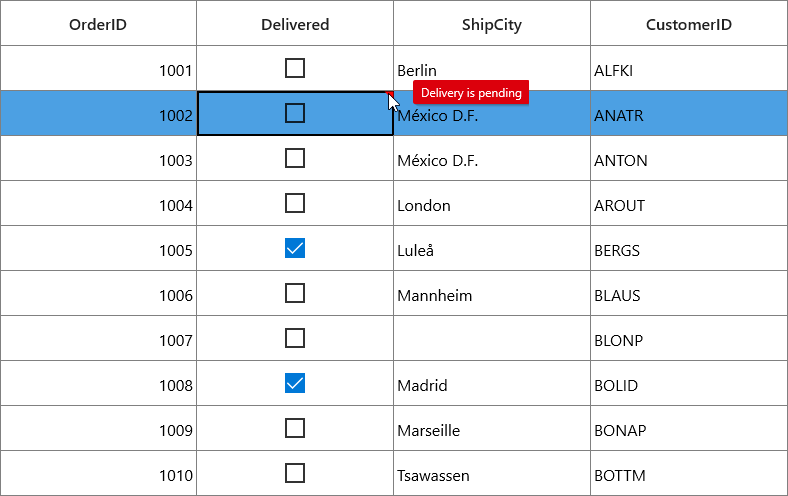 OrderID Delivered ShipCity CustomerID
1001 Berlin ALFKI
Delivery is pending
1002 México D.F. ANATR
1003 México D.F. ANTON
1004 London AROUT
1005 Luleå BERGS
1006 Mannheim BLAUS
1007 BLONP
1008 Madrid BOLID
1009 Marseille BONAP
1010 Tsawassen BOTTM